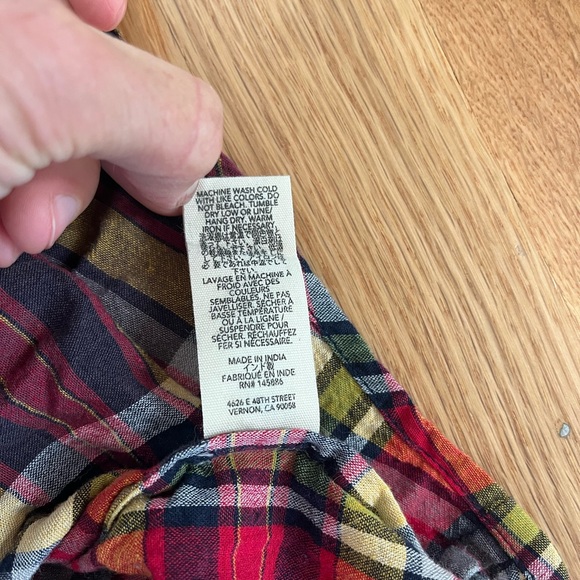 MACHINE WASH COLD
WITH LIKE COLORS. DO
NOT BLEACH. TUMBLE
DRY LOW OR LINE/
HANG DRY. WARM
IRON IF NECESSARY
下さい。
LAVAGE EN MACHINE À
FROID AVEC DES
COULEURS
SEMBLABLES. NE PAS
JAVELLISER. SÉCHER À
BASSE TEMPÉRATURE
OU À LA LIGNE /
SUSPENDRE POUR
SÉCHER. RÉCHAUFFEZ
FER SI NÉCESSAIRE.
MADE IN INDIA
インド製
FABRIQUÉ EN INDE
RN# 145686
4626 E 48TH STREET
VERNON, CA 90058